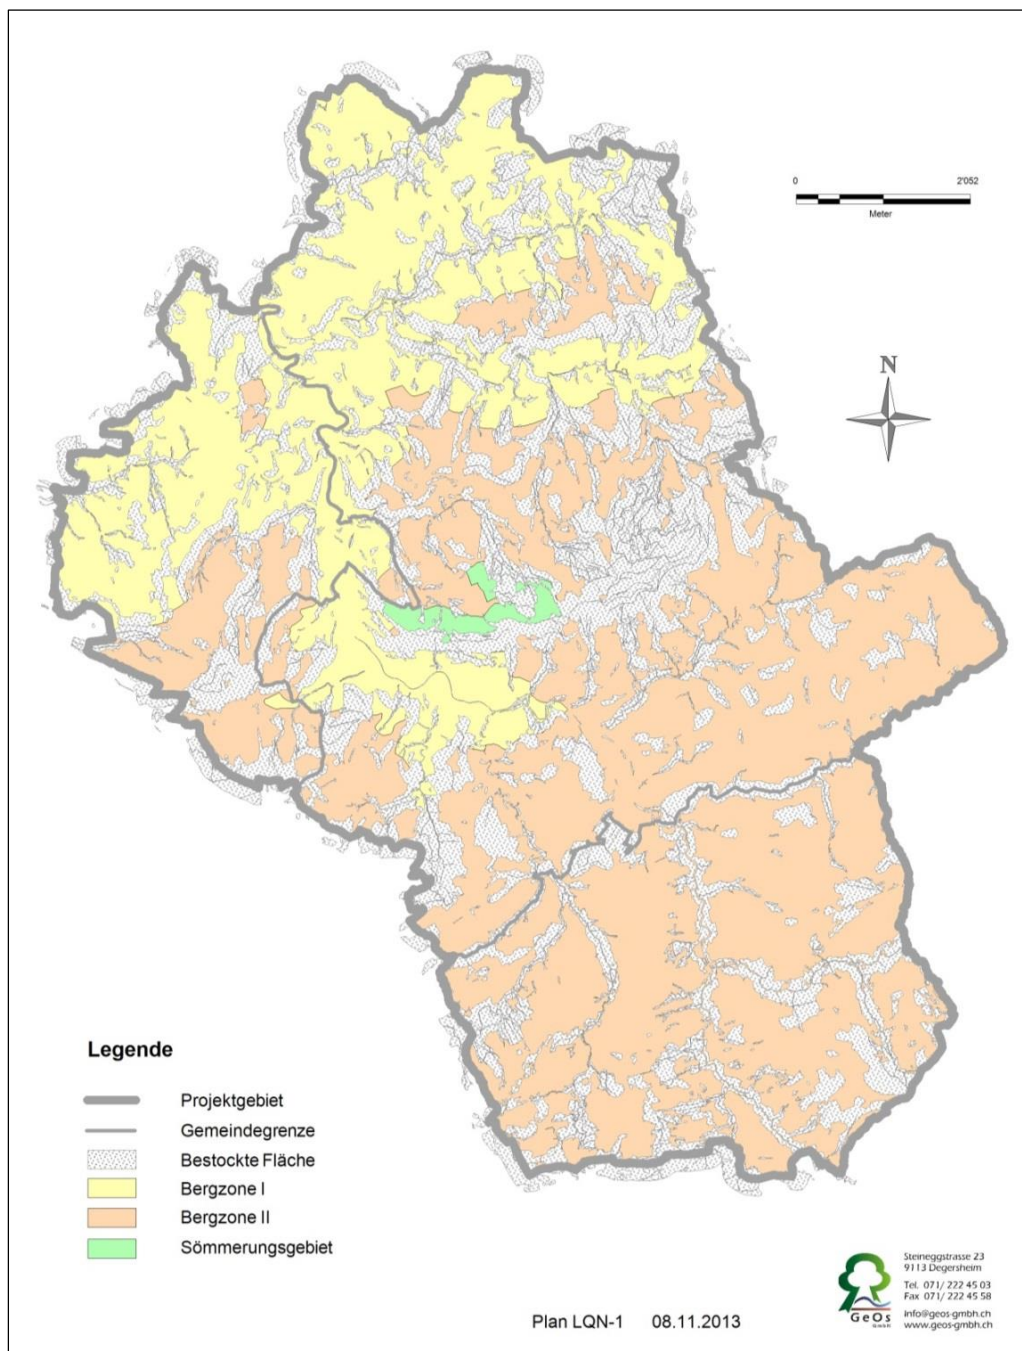 0 2'052
Meter
N
Legende
Projektgebiet
Gemeindegrenze
Bestockte Fläche
Bergzone I
Bergzone II
Sömmerungsgebiet
Plan LQN-1 08.11.2013
GeOs
GmbH
Steineggstrasse 23
9113 Degersheim
Tel. 071/ 222 45 03
Fax 071/ 222 45 58
info@geos-gmbh.ch
www.geos-gmbh.ch